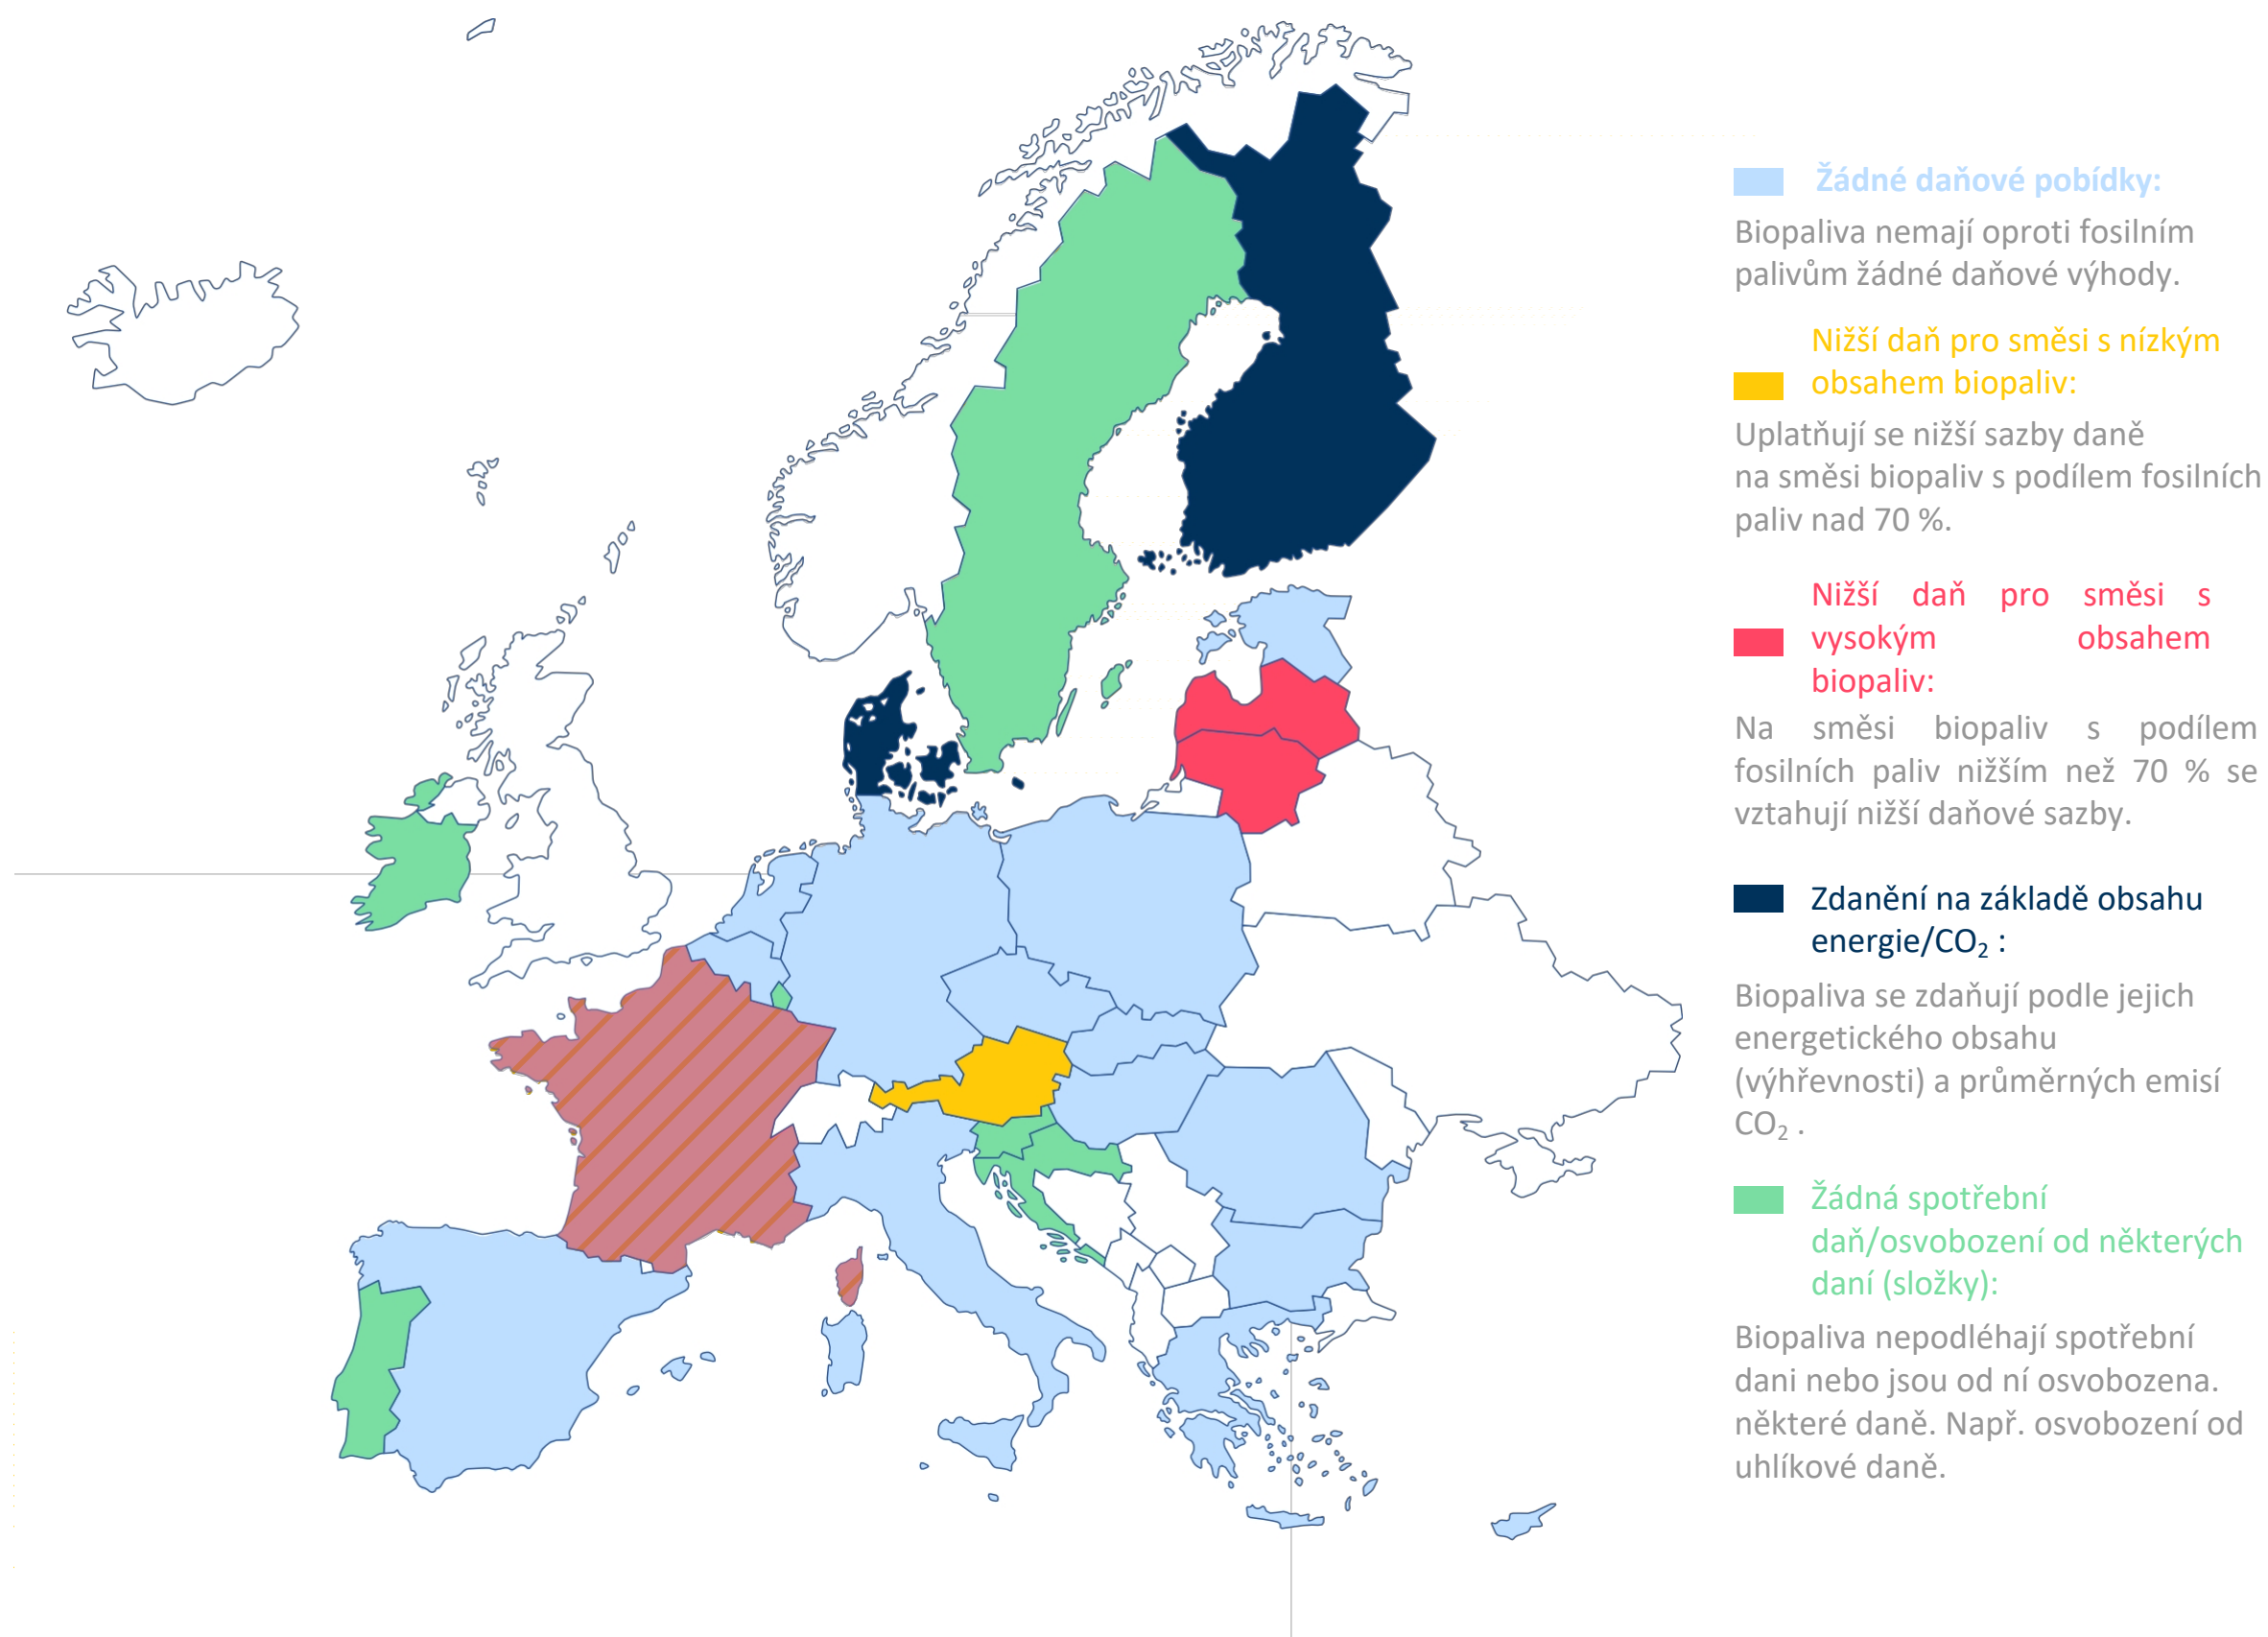 Žádné daňové pobídky:
Biopaliva nemají oproti fosilním
palivům žádné daňové výhody.
Nižší daň pro směsi s nízkým
obsahem biopaliv:
Uplatňují se nižší sazby daně
na směsi biopaliv s podílem fosilních
paliv nad 70 %.
Nižší daň pro směsi s
vysokým obsahem
biopaliv:
Na směsi biopaliv s podílem
fosilních paliv nižším než 70 % se
vztahují nižší daňové sazby.
Zdanění na základě obsahu
energie/CO₂ :
Biopaliva se zdaňují podle jejich
energetického obsahu
(výhřevnosti) a průměrných emisí
CO₂ .
Žádná spotřební
daň/osvobození od některých
daní (složky):
Biopaliva nepodléhají spotřební
dani nebo jsou od ní osvobozena.
některé daně. Např. osvobození od
uhlíkové daně.